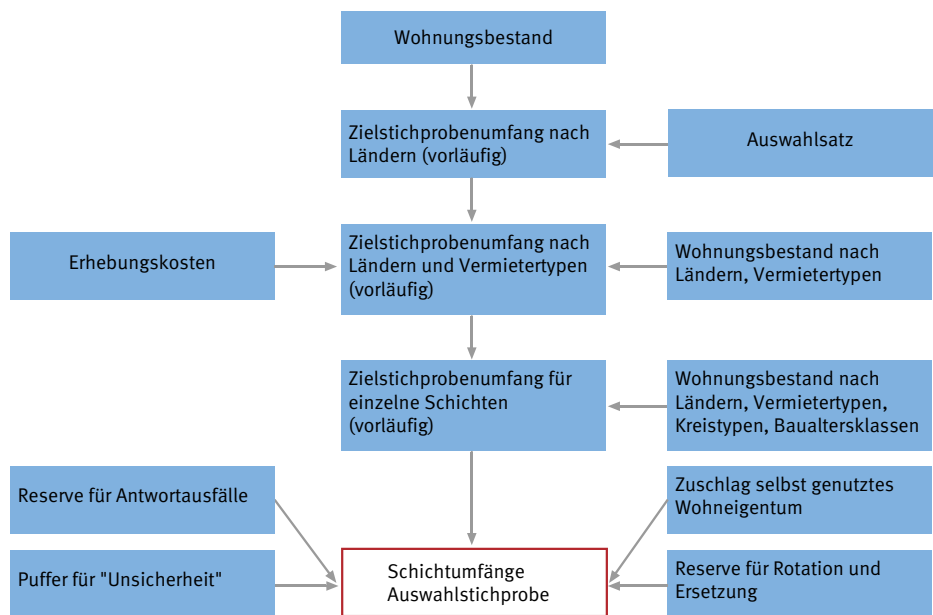 Wohnungsbestand
Zielstichprobenumfang nach
Ländern (vorläufig)
Auswahlsatz
Erhebungskosten
Zielstichprobenumfang nach
Ländern und Vermietertypen
(vorläufig)
Wohnungsbestand nach
Ländern, Vermietertypen
Zielstichprobenumfang für
einzelne Schichten
(vorläufig)
Wohnungsbestand nach
Ländern, Vermietertypen,
Kreistypen, Baualtersklassen
Reserve für Antwortausfälle
Zuschlag selbst genutztes
Wohneigentum
Puffer für "Unsicherheit"
Schichtumfänge
Auswahlstichprobe
Reserve für Rotation und
Ersetzung